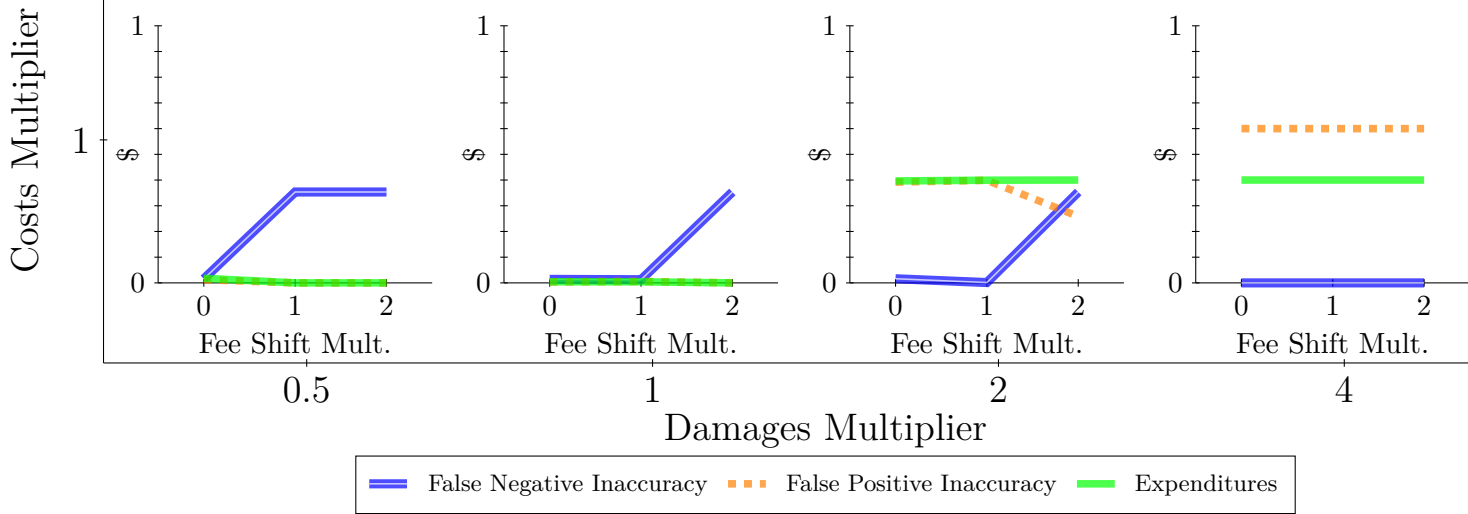 Costs Multiplier
1
1
$
0
0 1 2
Fee Shift Mult.
1
$
0
0 1 2
Fee Shift Mult.
1
$
0
0 1 2
Fee Shift Mult.
1
$
0
0 1 2
Fee Shift Mult.
0.5 1 2 4
Damages Multiplier
False Negative Inaccuracy False Positive Inaccuracy Expenditures